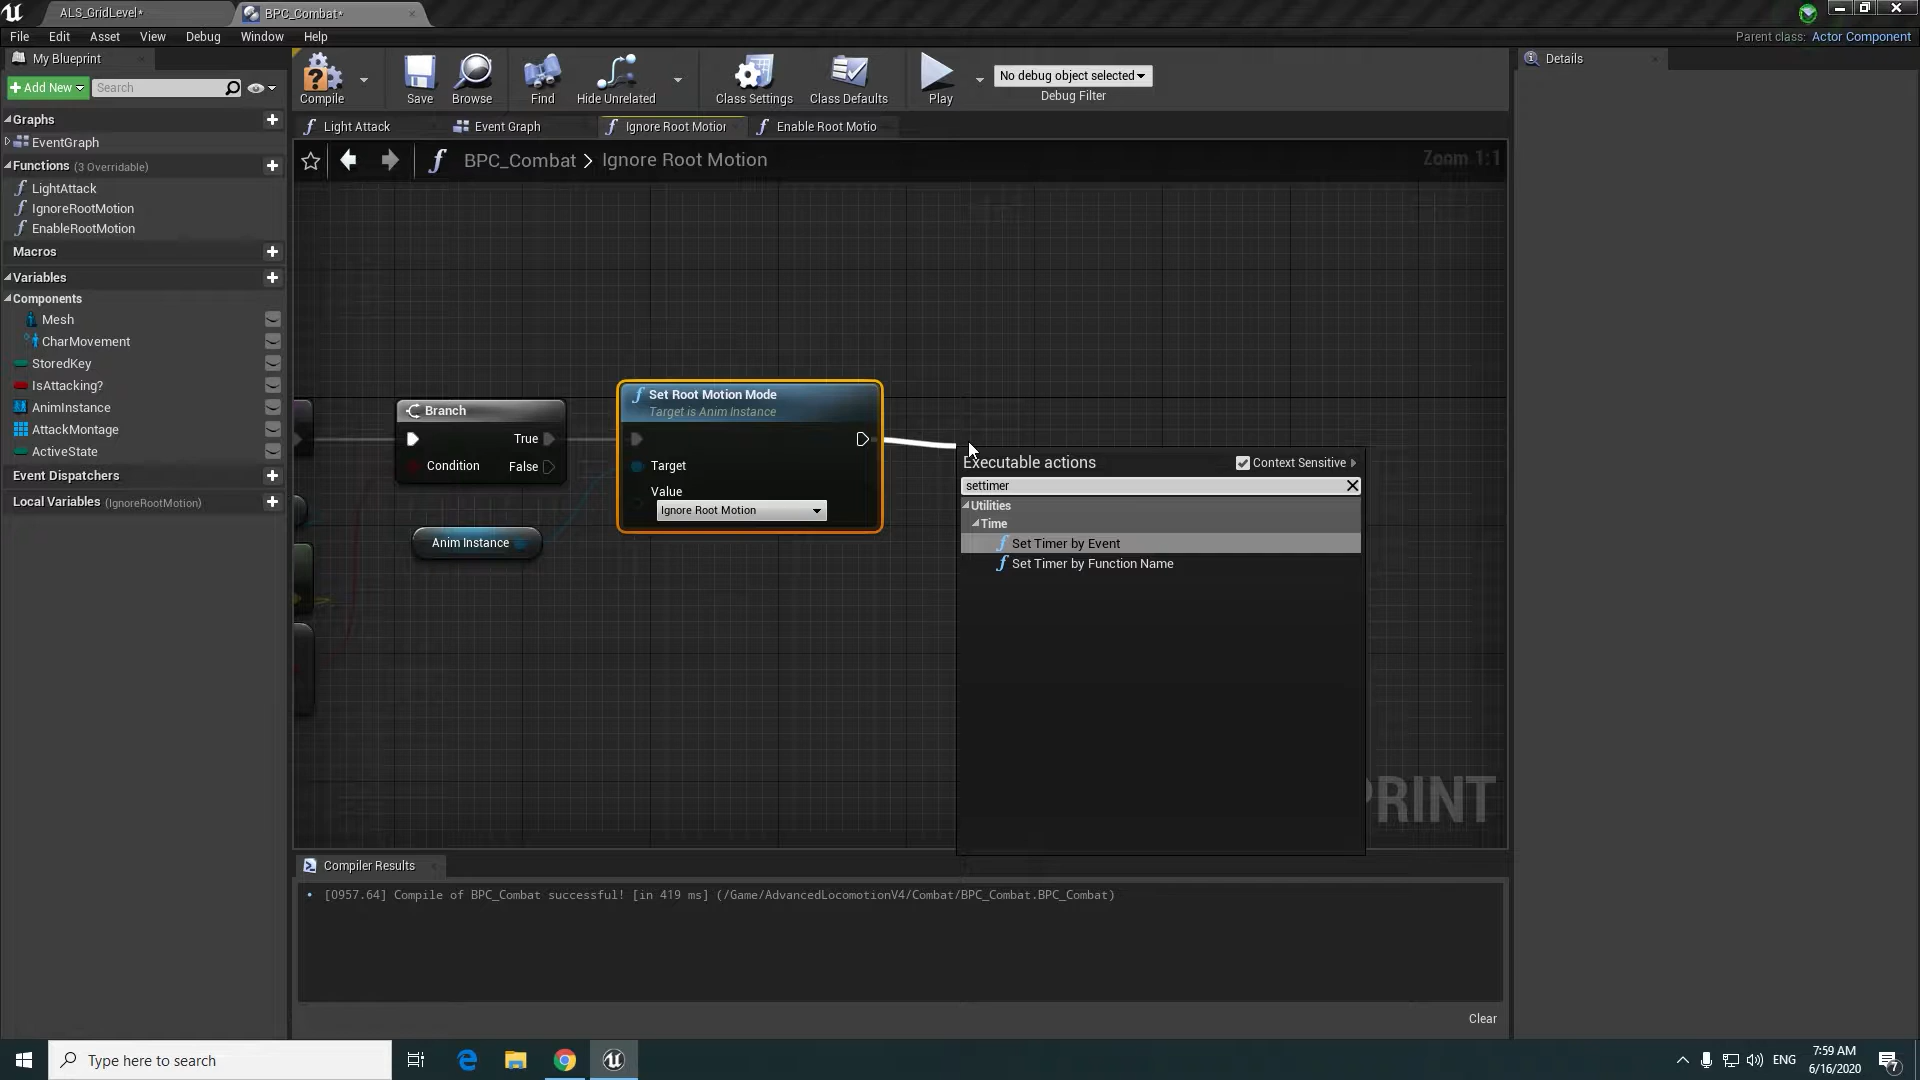 ALS_GridLevel*
BPC_Combat*
File Edit Asset View Debug Window Help
Parent class: Actor Component
My Blueprint
Add New
Search
Compile
Save
Browse
Find
Hide Unrelated
Class Settings
Class Defaults
Play
No debug object selected
Debug Filter
Details
Light Attack
Event Graph
Ignore Root Motion
Enable Root Motio
BPC_Combat > Ignore Root Motion
Zoom 1:1
Graphs
EventGraph
Functions (3 Overridable)
LightAttack
IgnoreRootMotion
EnableRootMotion
Macros
Variables
Components
Mesh
CharMovement
StoredKey
IsAttacking?
AnimInstance
AttackMontage
ActiveState
Event Dispatchers
Local Variables (IgnoreRootMotion)
Branch
True
Condition
False
Anim Instance
Set Root Motion Mode
Target is Anim Instance
Target
Value
Ignore Root Motion
Executable actions
Context Sensitive
settimer
Utilities
Time
Set Timer by Event
Set Timer by Function Name
PRINT
Compiler Results
• [0957.64] Compile of BPC_Combat successful! [in 419 ms] (/Game/AdvancedLocomotionV4/Combat/BPC_Combat.BPC_Combat)
Clear
Type here to search
ENG
7:59 AM
6/16/2020
7